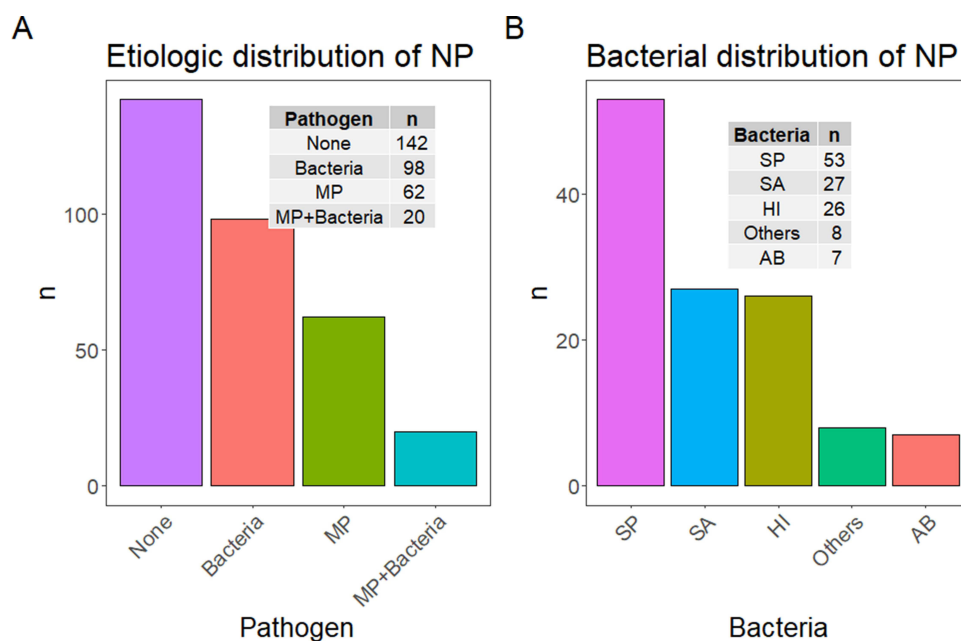 A
Etiologic distribution of NP
Pathogen n
None 142
Bacteria 98
MP 62
MP+Bacteria 20
n
100
50
0
None
Bacteria
MP
MP+Bacteria
Pathogen
B
Bacterial distribution of NP
Bacteria n
SP 53
SA 27
HI 26
Others 8
AB 7
n
40
20
0
SP
SA
HI
Others
AB
Bacteria